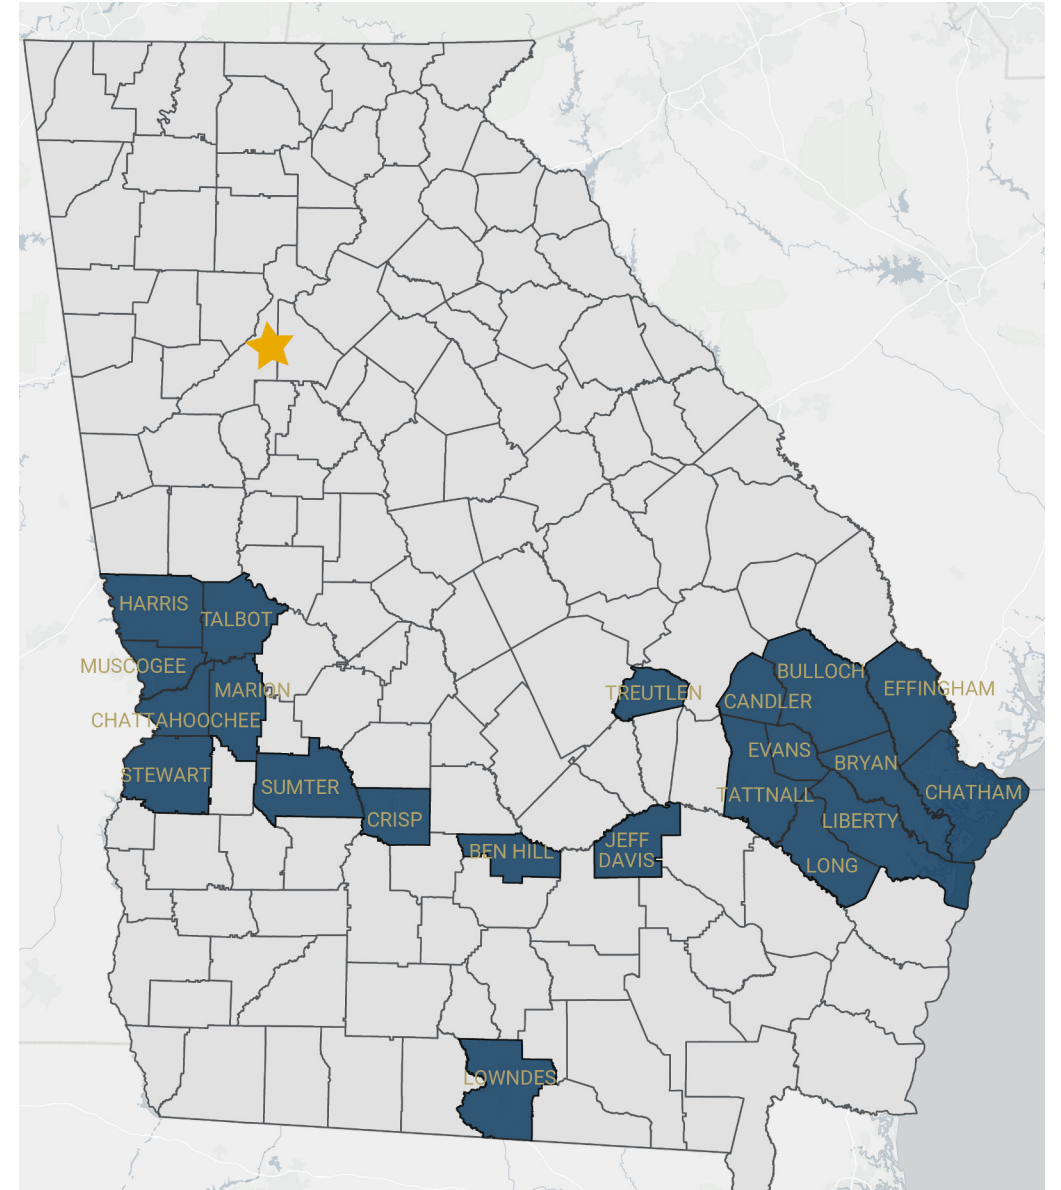 HARRIS
TALBOT
MUSCOGEE
MARION
CHATTAHOOCHEE
STEWART
SUMTER
CRISP
BEN HILL
JEFF
DAVIS
TREUTLEN
BULLOCH
EFFINGHAM
CANDLER
EVANS
BRYAN
TATTNALL
CHATHAM
LIBERTY
LONG
LOWNDES